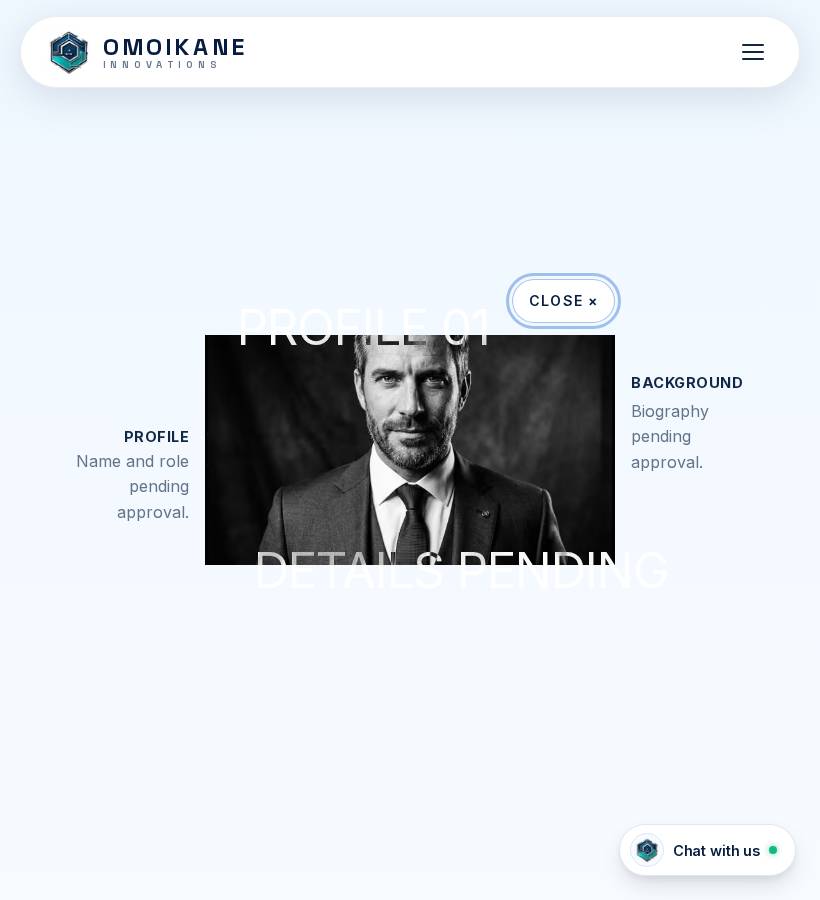 OMOIKANE
INNOVATIONS
CLOSE ×
PROFILE 01
BACKGROUND
Biography
pending
approval.
PROFILE
Name and role
pending
approval.
DETAILS PENDING
Chat with us